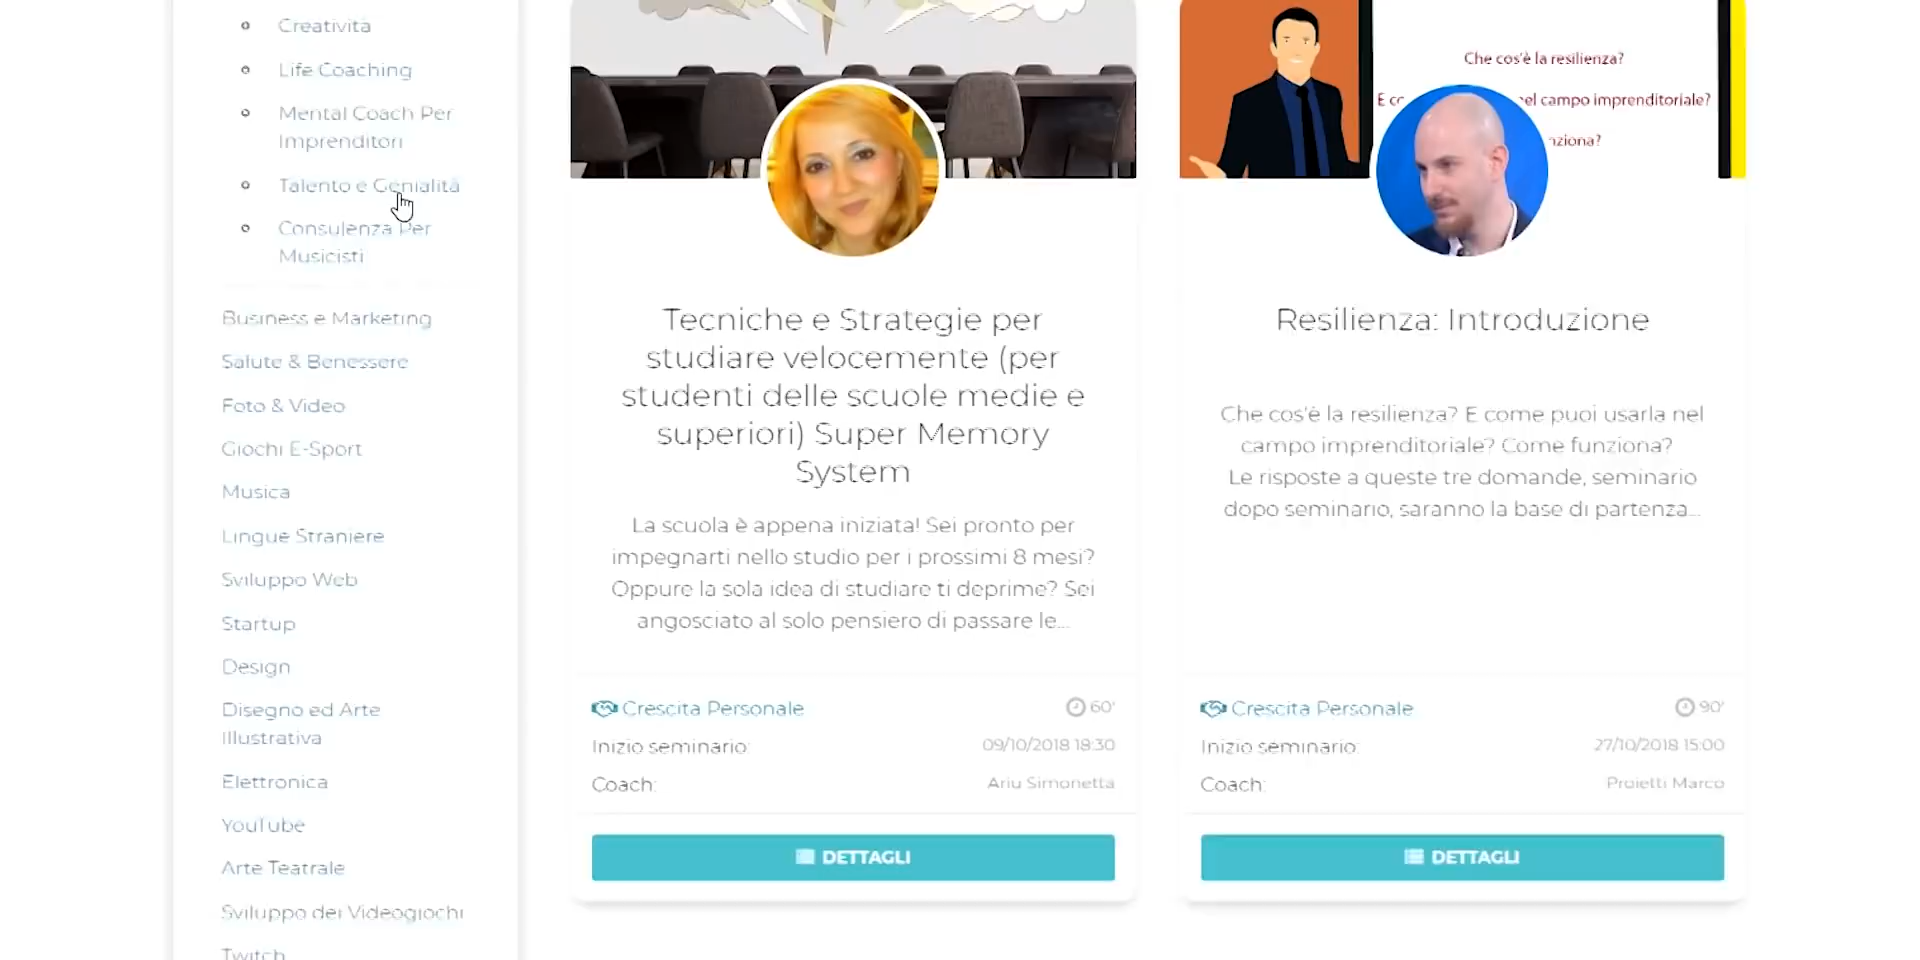 Creatività
Life Coaching
Mental Coach Per
Imprenditori
Talento e Genialità
Consulenza Per
Musicisti
Business e Marketing
Salute & Benessere
Foto & Video
Giochi E-Sport
Musica
Lingue Straniere
Sviluppo Web
Startup
Design
Disegno ed Arte
Illustrativa
Elettronica
YouTube
Arte Teatrale
Sviluppo dei Videogiochi
Twitch
Tecniche e Strategie per
studiare velocemente (per
studenti delle scuole medie e
superiori) Super Memory
System
La scuola è appena iniziata! Sei pronto per
impegnarti nello studio per i prossimi 8 mesi?
Oppure la sola idea di studiare ti deprime? Sei
angosciato al solo pensiero di passare le...
Crescita Personale
60'
Inizio seminario:
09/10/2018 18:30
Coach:
Ariu Simonetta
DETTAGLI
Che cos'è la resilienza?
E
campo imprenditoriale?
Resilienza: Introduzione
Che cos'è la resilienza? E come puoi usarla nel
campo imprenditoriale? Come funziona?
Le risposte a queste tre domande, seminario
dopo seminario, saranno la base di partenza...
Crescita Personale
90'
Inizio seminario:
27/10/2018 15:00
Coach:
Proietti Marco
DETTAGLI